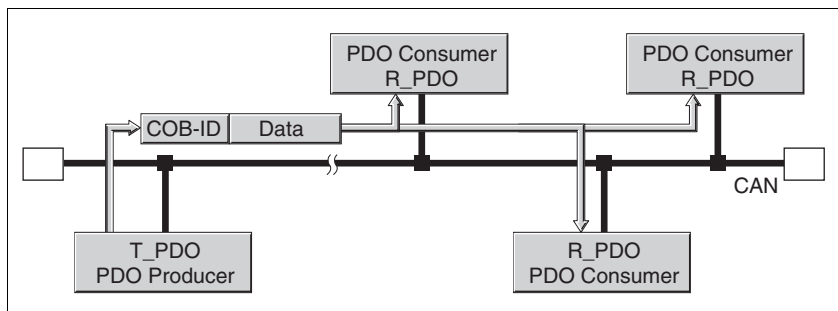 PDO Consumer
R_PDO
PDO Consumer
R_PDO
COB-ID
Data
CAN
T_PDO
PDO Producer
R_PDO
PDO Consumer